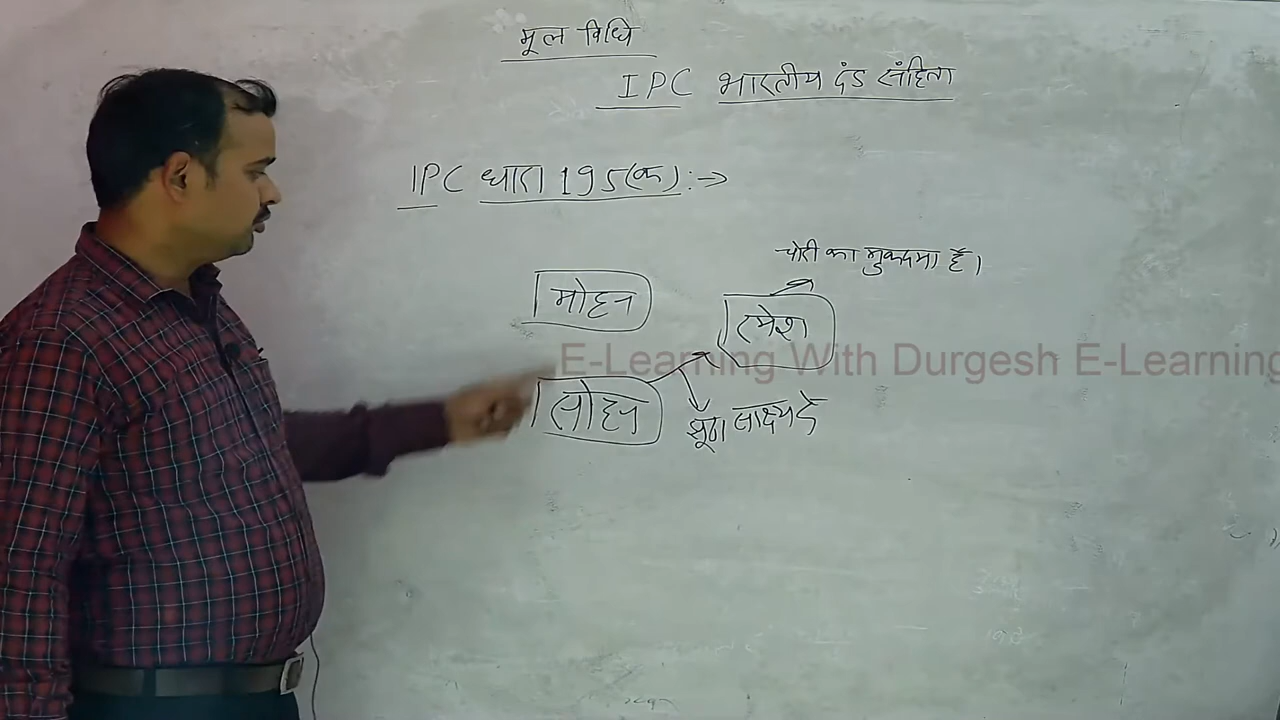 मूल विधि
IPC भारतीय दंड संहिता
IPC धारा 195(क):→
चोरी का मुकदमा है।
मोहन
रमेश
E-Learning With Durgesh E-Learning
सोहन
झूठा साक्ष्य दे